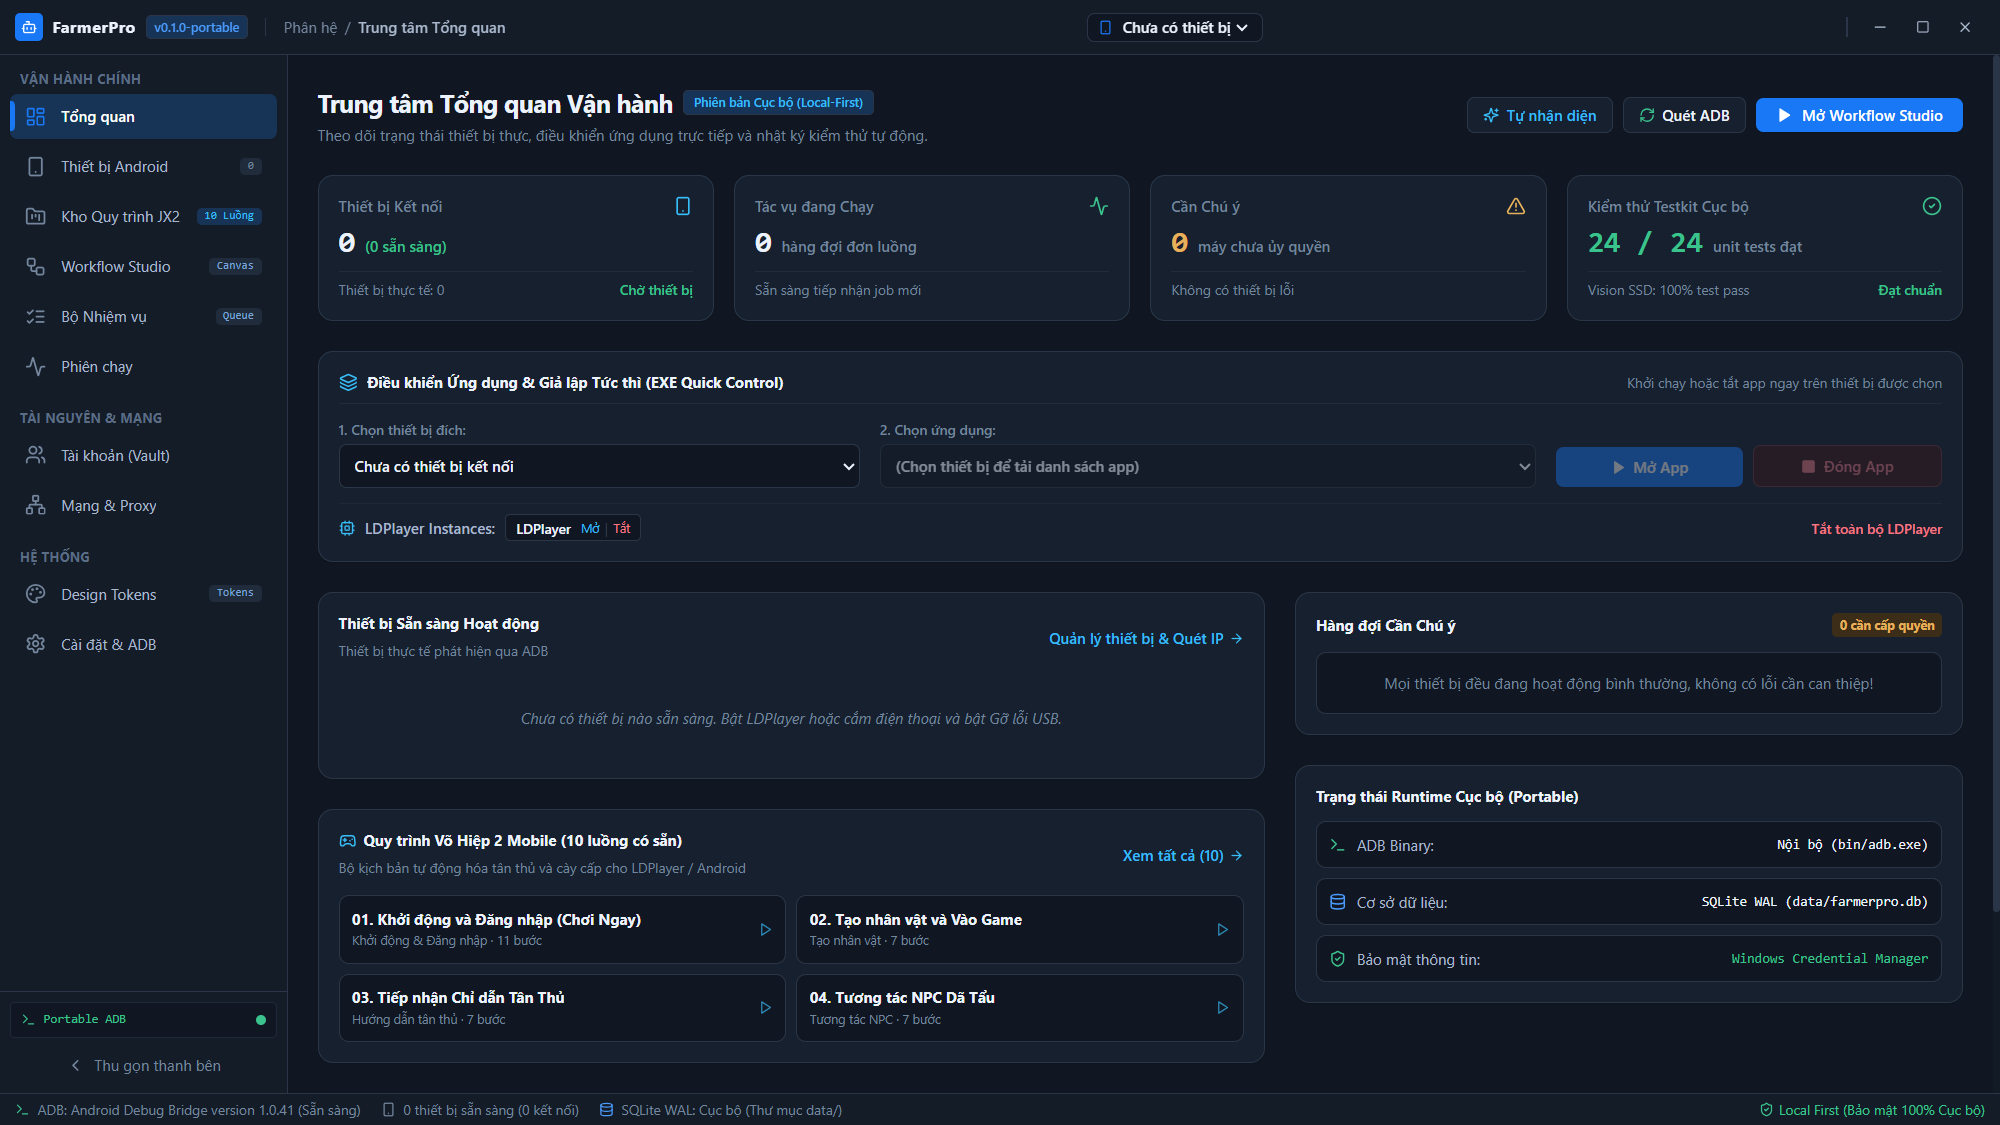 FarmerPro v0.1.0-portable Phân hệ / Trung tâm Tổng quan Chưa có thiết bị
VẬN HÀNH CHÍNH
Tổng quan
Thiết bị Android 0
Kho Quy trình JX2 10 Luồng
Workflow Studio Canvas
Bộ Nhiệm vụ Queue
Phiên chạy
TÀI NGUYÊN & MẠNG
Tài khoản (Vault)
Mạng & Proxy
HỆ THỐNG
Design Tokens Tokens
Cài đặt & ADB
Portable ADB
Thu gọn thanh bên
Trung tâm Tổng quan Vận hành Phiên bản Cục bộ (Local-First)
Theo dõi trạng thái thiết bị thực, điều khiển ứng dụng trực tiếp và nhật ký kiểm thử tự động.
Tự nhận diện Quét ADB Mở Workflow Studio
Thiết bị Kết nối
0 (0 sẵn sàng)
Thiết bị thực tế: 0 Chờ thiết bị
Tác vụ đang Chạy
0 hàng đợi đơn luồng
Sẵn sàng tiếp nhận job mới
Cần Chú ý
0 máy chưa ủy quyền
Không có thiết bị lỗi
Kiểm thử Testkit Cục bộ
24 / 24 unit tests đạt
Vision SSD: 100% test pass Đạt chuẩn
Điều khiển Ứng dụng & Giả lập Tức thì (EXE Quick Control) Khởi chạy hoặc tắt app ngay trên thiết bị được chọn
1. Chọn thiết bị đích: 2. Chọn ứng dụng:
Chưa có thiết bị kết nối (Chọn thiết bị để tải danh sách app) Mở App Đóng App
LDPlayer Instances: LDPlayer Mở | Tắt Tắt toàn bộ LDPlayer
Thiết bị Sẵn sàng Hoạt động
Thiết bị thực tế phát hiện qua ADB
Quản lý thiết bị & Quét IP
Chưa có thiết bị nào sẵn sàng. Bật LDPlayer hoặc cắm điện thoại và bật Gỡ lỗi USB.
Quy trình Võ Hiệp 2 Mobile (10 luồng có sẵn)
Bộ kịch bản tự động hóa tân thủ và cày cấp cho LDPlayer / Android
Xem tất cả (10)
01. Khởi động và Đăng nhập (Chơi Ngay)
Khởi động & Đăng nhập · 11 bước
02. Tạo nhân vật và Vào Game
Tạo nhân vật · 7 bước
03. Tiếp nhận Chỉ dẫn Tân Thủ
Hướng dẫn tân thủ · 7 bước
04. Tương tác NPC Dã Tẩu
Tương tác NPC · 7 bước
Hàng đợi Cần Chú ý 0 cần cấp quyền
Mọi thiết bị đều đang hoạt động bình thường, không có lỗi cần can thiệp!
Trạng thái Runtime Cục bộ (Portable)
ADB Binary: Nội bộ (bin/adb.exe)
Cơ sở dữ liệu: SQLite WAL (data/farmerpro.db)
Bảo mật thông tin: Windows Credential Manager
ADB: Android Debug Bridge version 1.0.41 (Sẵn sàng) 0 thiết bị sẵn sàng (0 kết nối) SQLite WAL: Cục bộ (Thư mục data/) Local First (Bảo mật 100% Cục bộ)